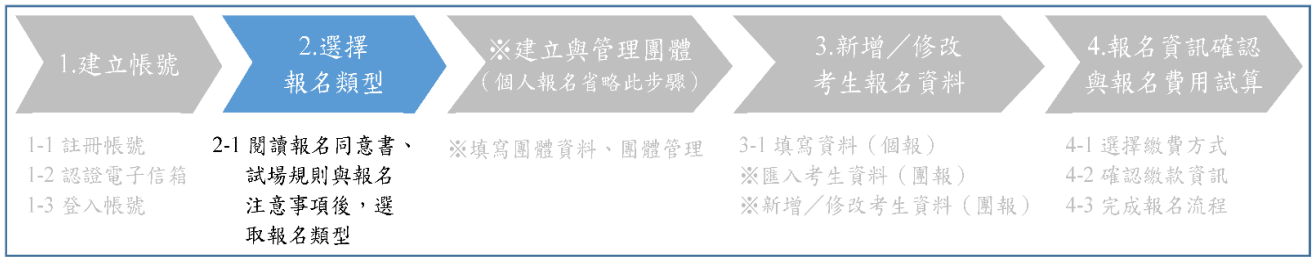 1.建立帳號
2.選擇
報名類型
※建立與管理團體
（個人報名省略此步驟）
3.新增／修改
考生報名資料
4.報名資訊確認
與報名費用試算
1-1 註冊帳號
1-2 認證電子信箱
1-3 登入帳號
2-1 閱讀報名同意書、
試場規則與報名
注意事項後，選
取報名類型
※填寫團體資料、團體管理
3-1 填寫資料（個報）
※匯入考生資料（團報）
※新增／修改考生資料（團報）
4-1 選擇繳費方式
4-2 確認繳款資訊
4-3 完成報名流程